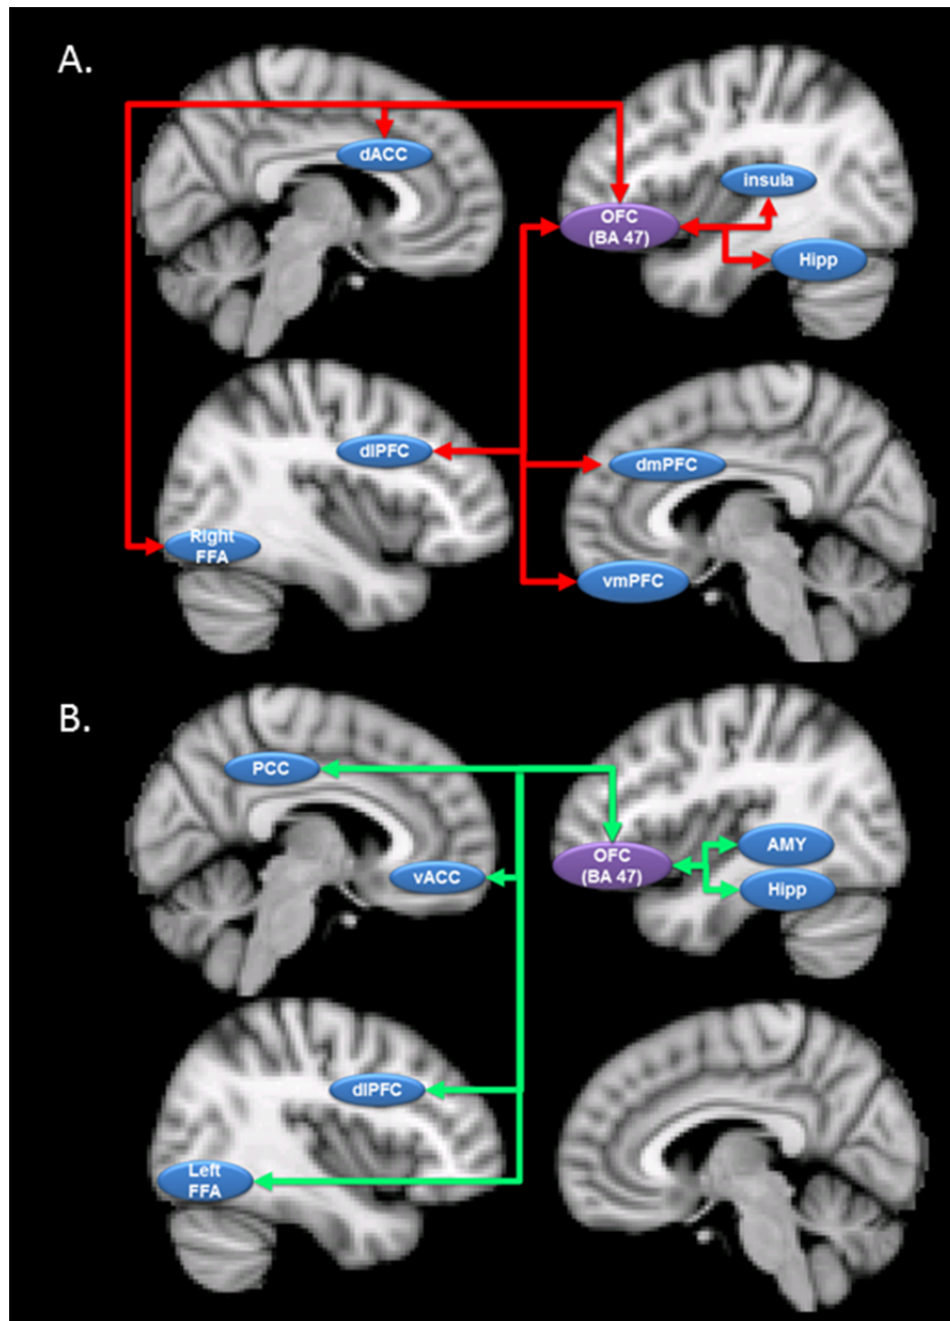 A.
dACC
insula
OFC
(BA 47)
Hipp
dlPFC
dmPFC
Right
FFA
vmPFC
B.
PCC
AMY
OFC
(BA 47)
vACC
Hipp
dlPFC
Left
FFA